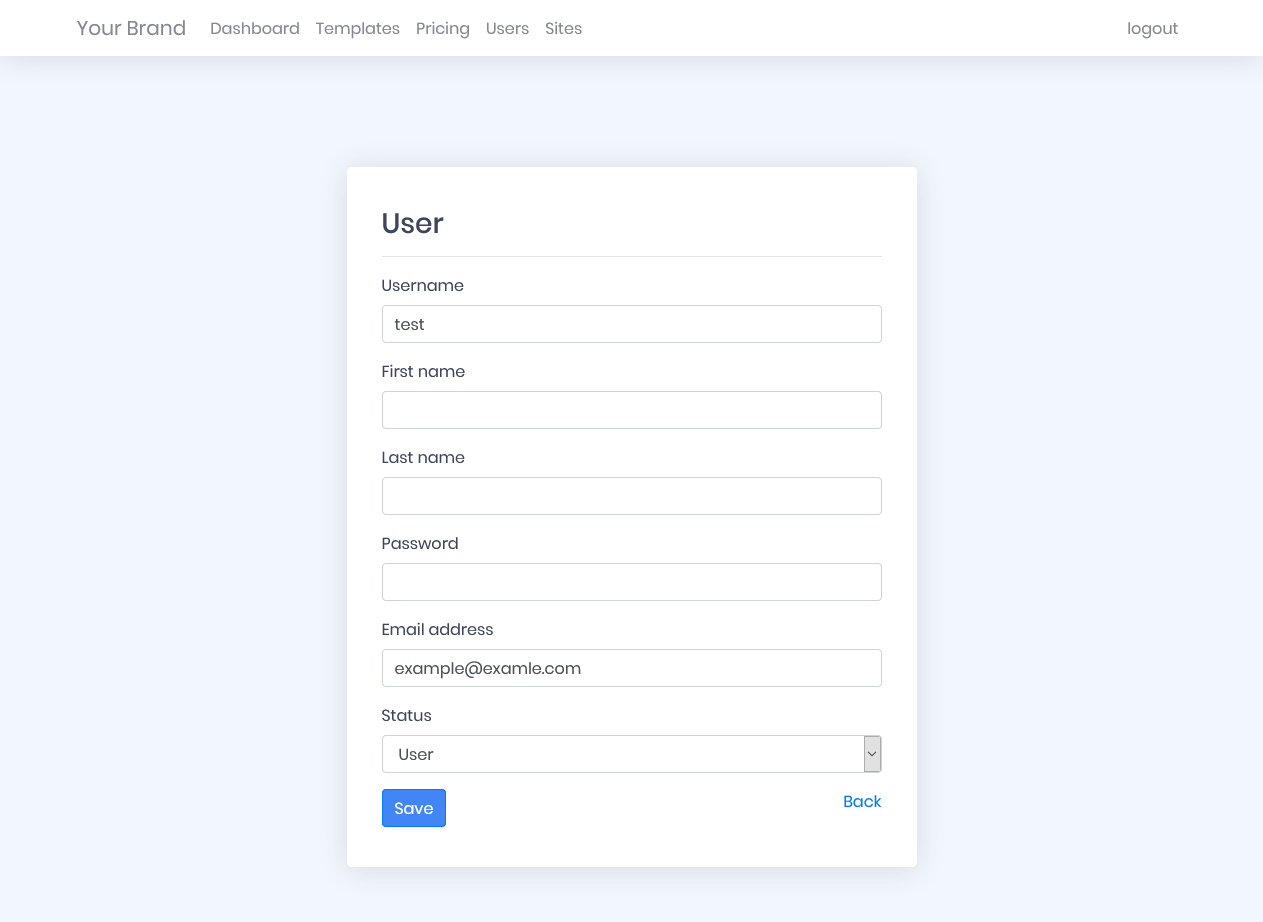 Your Brand Dashboard Templates Pricing Users Sites logout
User
Username
test
First name
Last name
Password
Email address
example@examle.com
Status
User
Save Back